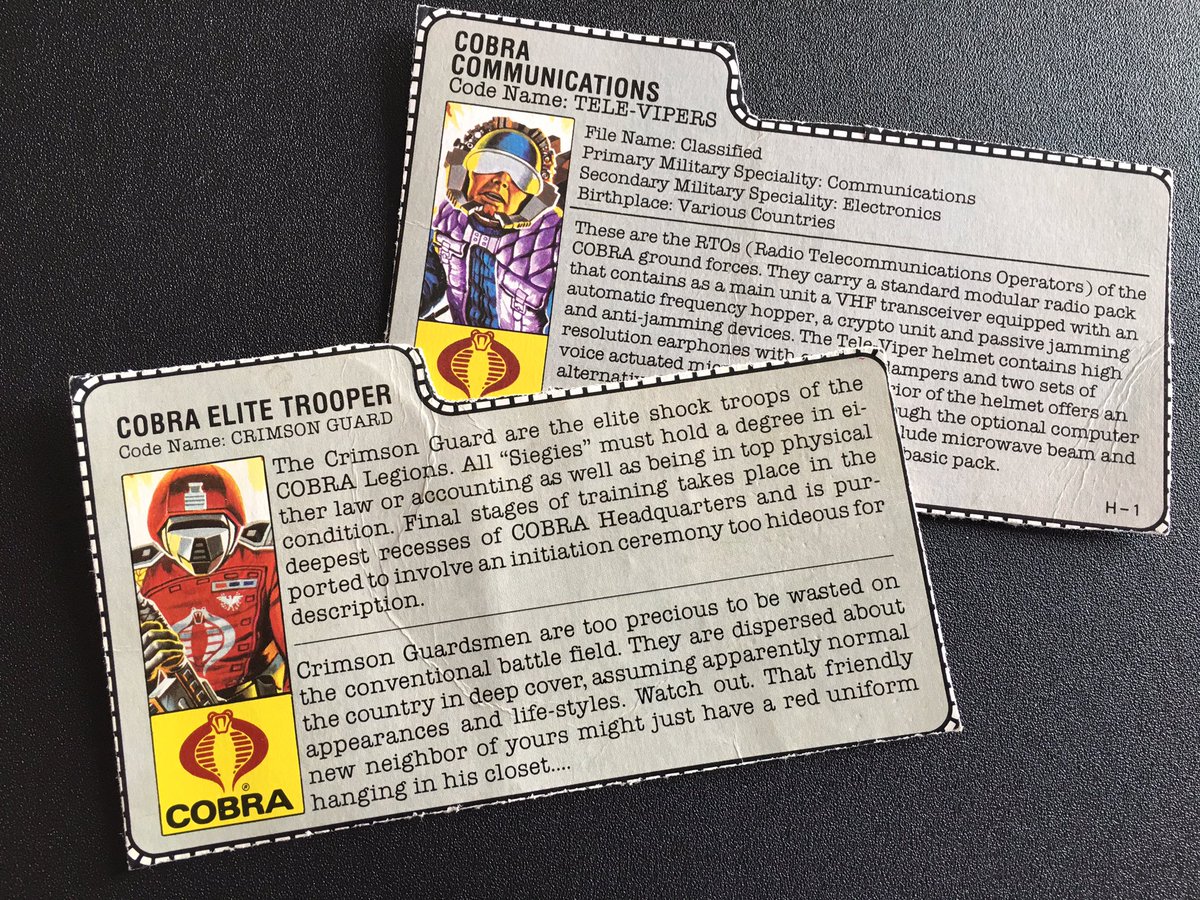 COBRA
COMMUNICATIONS
Code Name: TELE-VIPERS
File Name: Classified
Primary Military Speciality: Communications
Secondary Military Speciality: Electronics
Birthplace: Various Countries
These are the RTOs (Radio Telecommunications Operators) of the
COBRA ground forces. They carry a standard modular radio pack
that contains as a main unit a VHF transceiver equipped with an
automatic frequency hopper, a crypto unit and passive jamming
and anti-jamming devices. The Tele-Viper helmet contains high
resolution earphones with
voice actuated
of the helmet offers an
the optional computer
microwave beam and
basic pack.
H-1
COBRA ELITE TROOPER
Code Name: CRIMSON GUARD
The Crimson Guard are the elite shock troops of the
COBRA Legions. All "Siegies" must hold a degree in ei-
ther law or accounting as well as being in top physical
condition. Final stages of training takes place in the
deepest recesses of COBRA Headquarters and is pur-
ported to involve an initiation ceremony too hideous for
description.
Crimson Guardsmen are too precious to be wasted on
the conventional battle field. They are dispersed about
the country in deep cover, assuming apparently normal
appearances and life-styles. Watch out. That friendly
new neighbor of yours might just have a red uniform
hanging in his closet....
®
COBRA